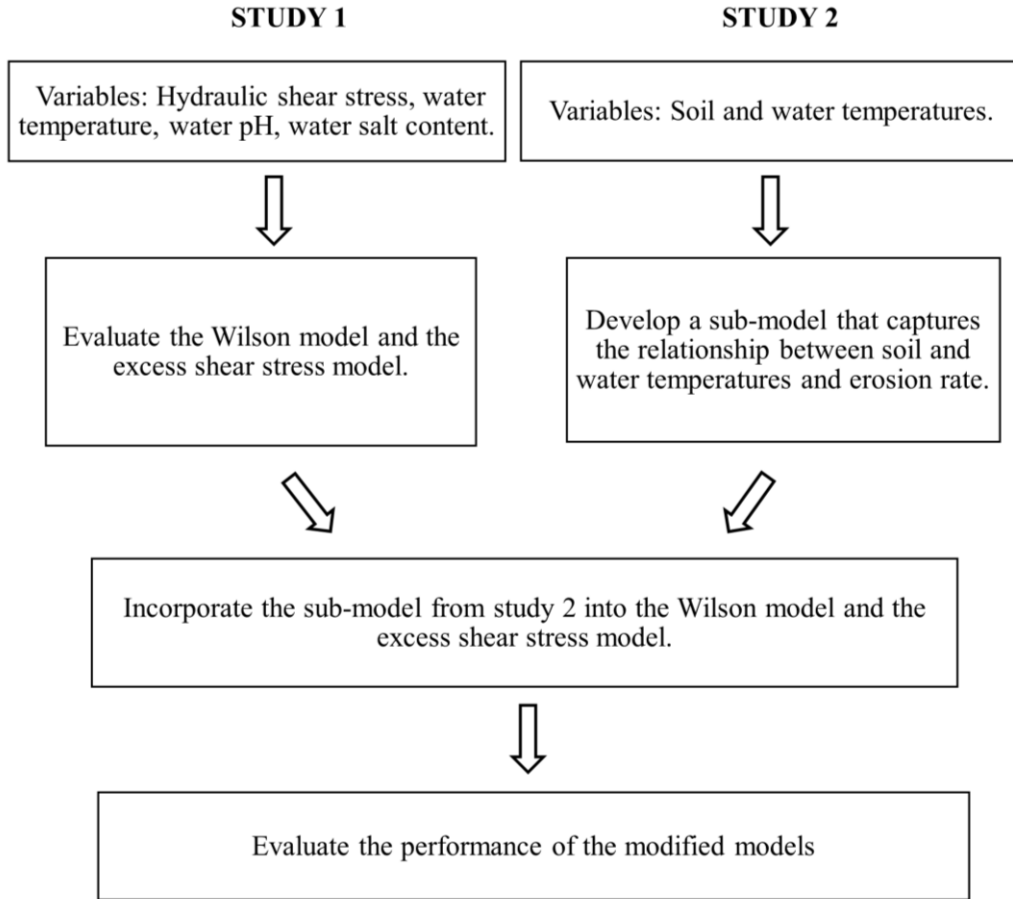 STUDY 1
STUDY 2
Variables: Hydraulic shear stress, water
temperature, water pH, water salt content.
Variables: Soil and water temperatures.
Evaluate the Wilson model and the
excess shear stress model.
Develop a sub-model that captures
the relationship between soil and
water temperatures and erosion rate.
Incorporate the sub-model from study 2 into the Wilson model and the
excess shear stress model.
Evaluate the performance of the modified models